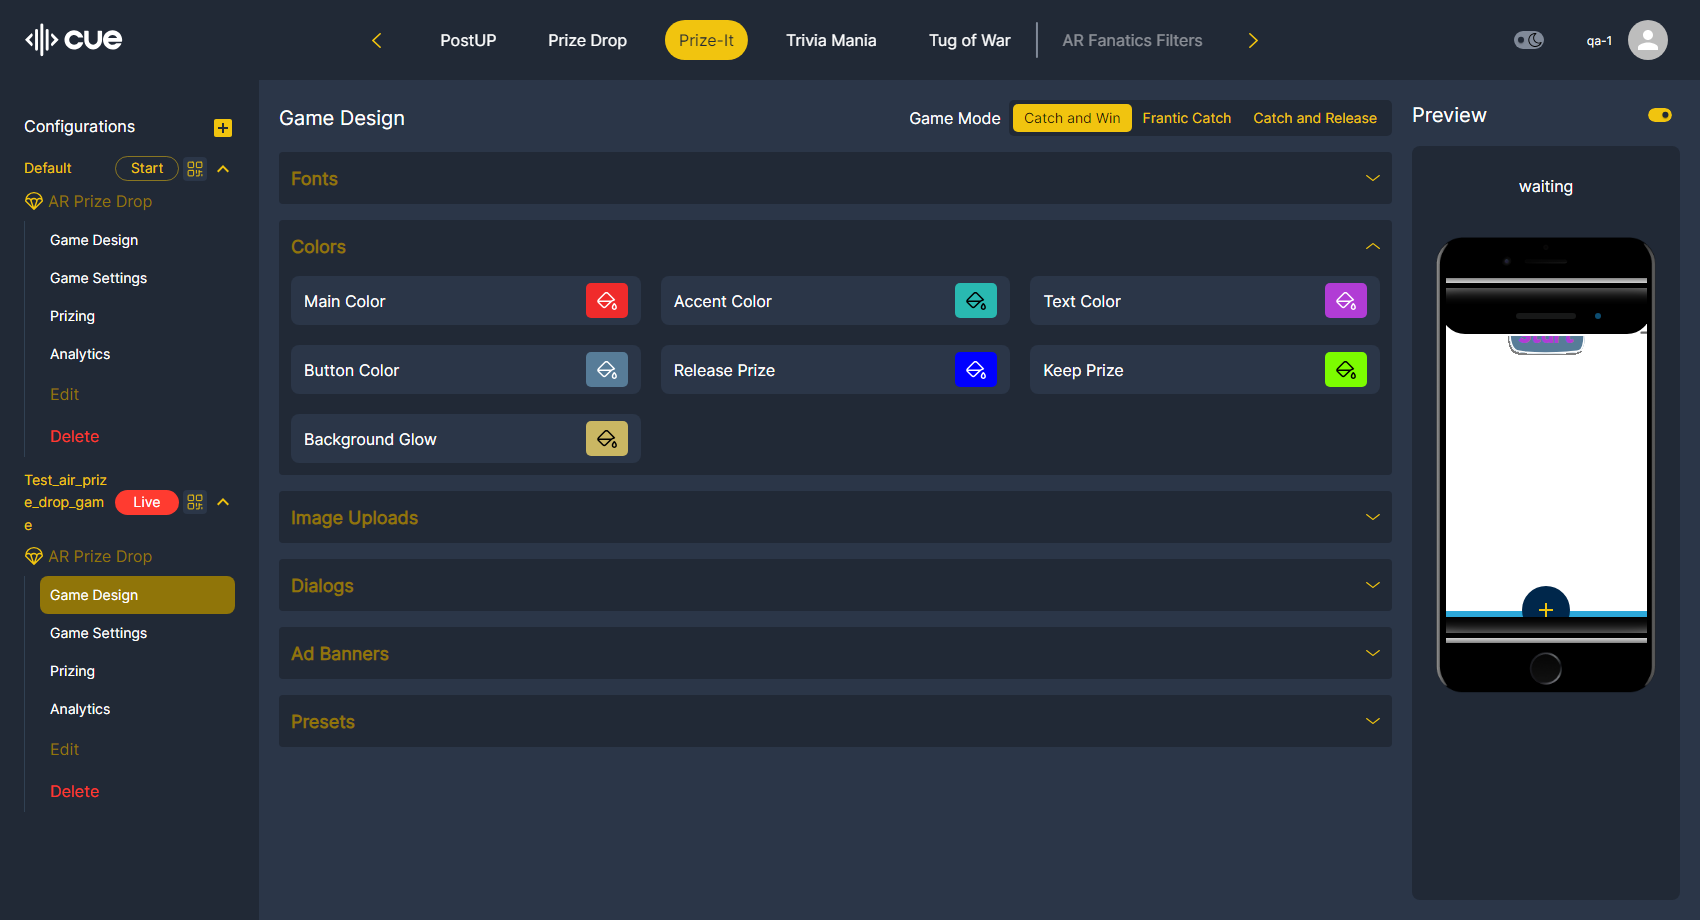 cue
PostUP
Prize Drop
Prize-It
Trivia Mania
Tug of War
AR Fanatics Filters
qa-1
Configurations
Default
Start
AR Prize Drop
Game Design
Game Settings
Prizing
Analytics
Edit
Delete
Test_air_priz
e_drop_gam
e
Live
AR Prize Drop
Game Design
Game Settings
Prizing
Analytics
Edit
Delete
Game Design
Game Mode
Catch and Win
Frantic Catch
Catch and Release
Fonts
Colors
Main Color
Accent Color
Text Color
Button Color
Release Prize
Keep Prize
Background Glow
Image Uploads
Dialogs
Ad Banners
Presets
Preview
waiting